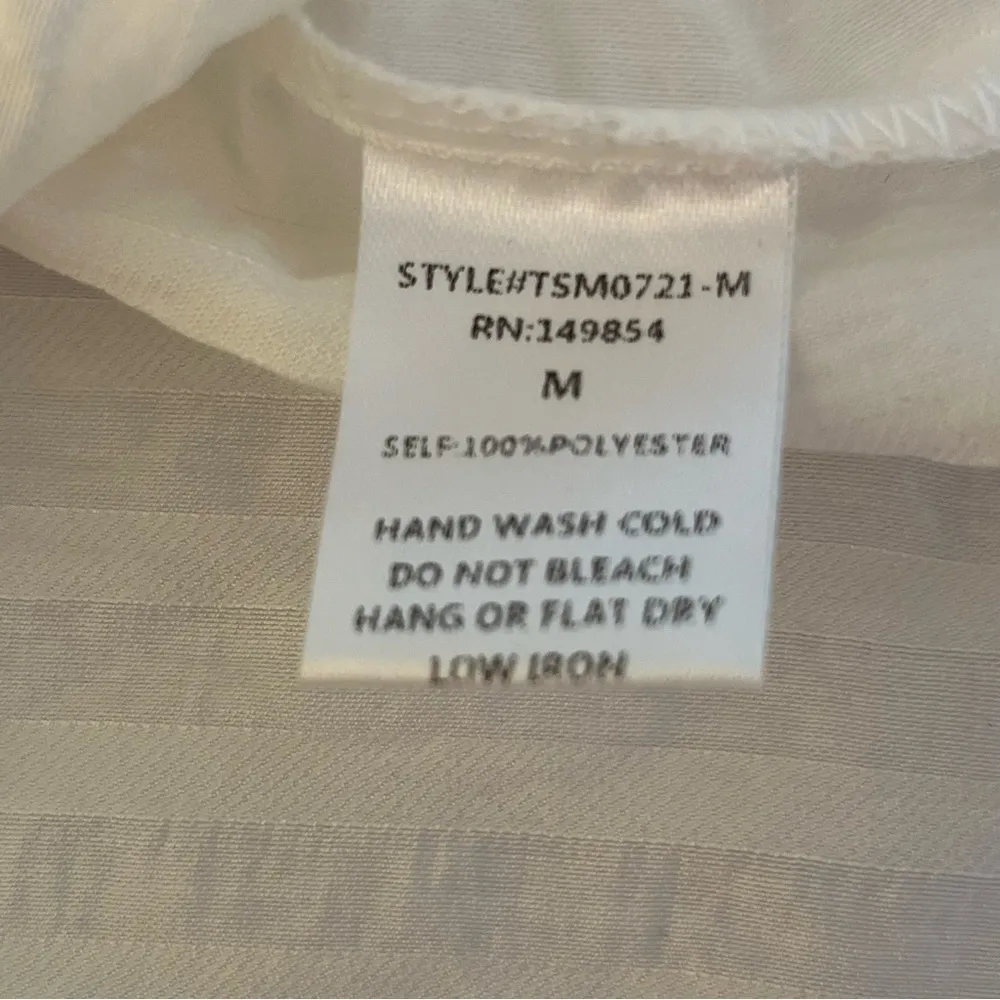 STYLE#TSM0721-M
RN:149854
M
SELF:100%POLYESTER
HAND WASH COLD
DO NOT BLEACH
HANG OR FLAT DRY
LOW IRON